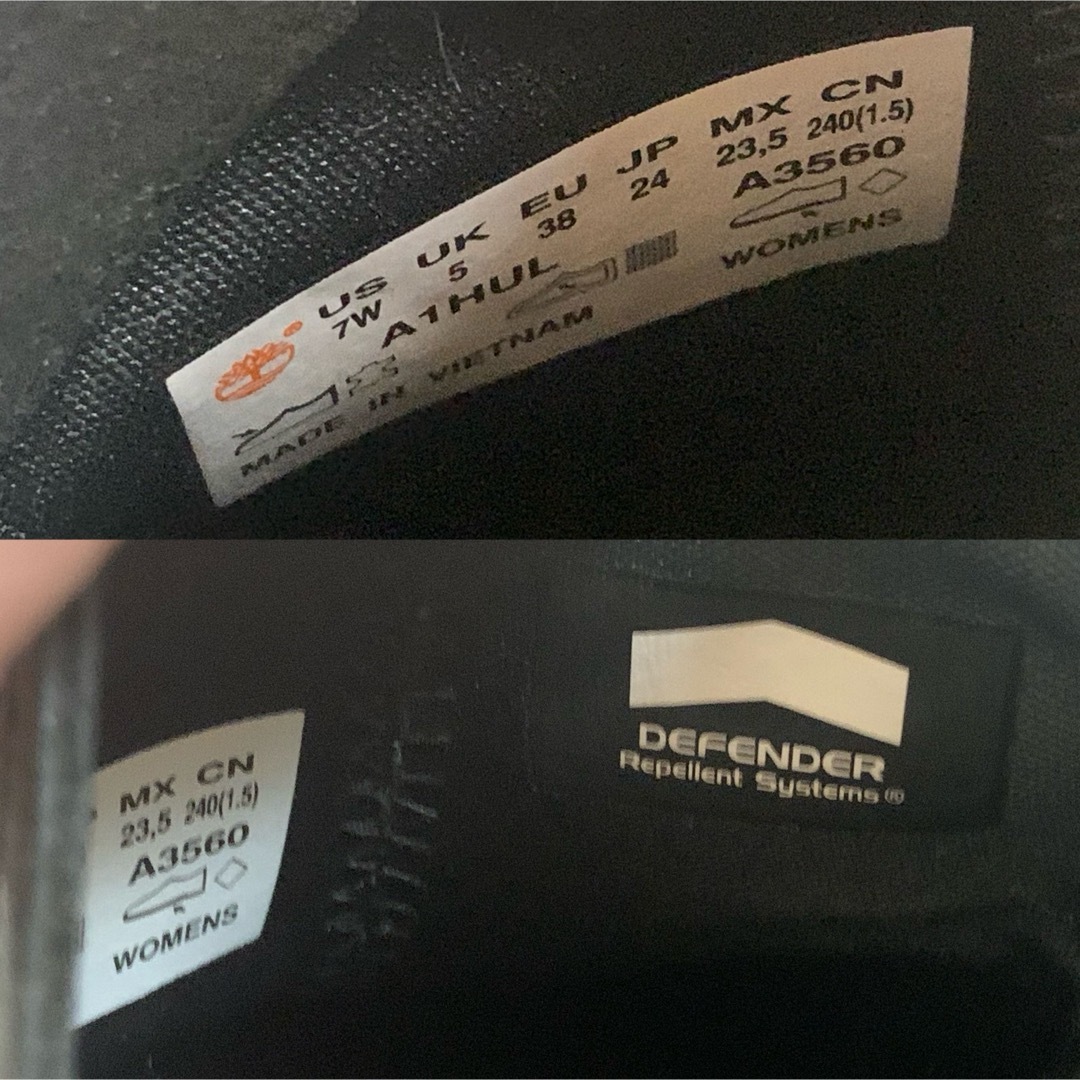 US UK EU JP MX CN
7W 5 38 24 23,5 240(1.5)
A1HUL A3560
MADE IN VIETNAM WOMENS
MX CN
23,5 240(1.5)
A3560
WOMENS
DEFENDER
Repellent Systems®